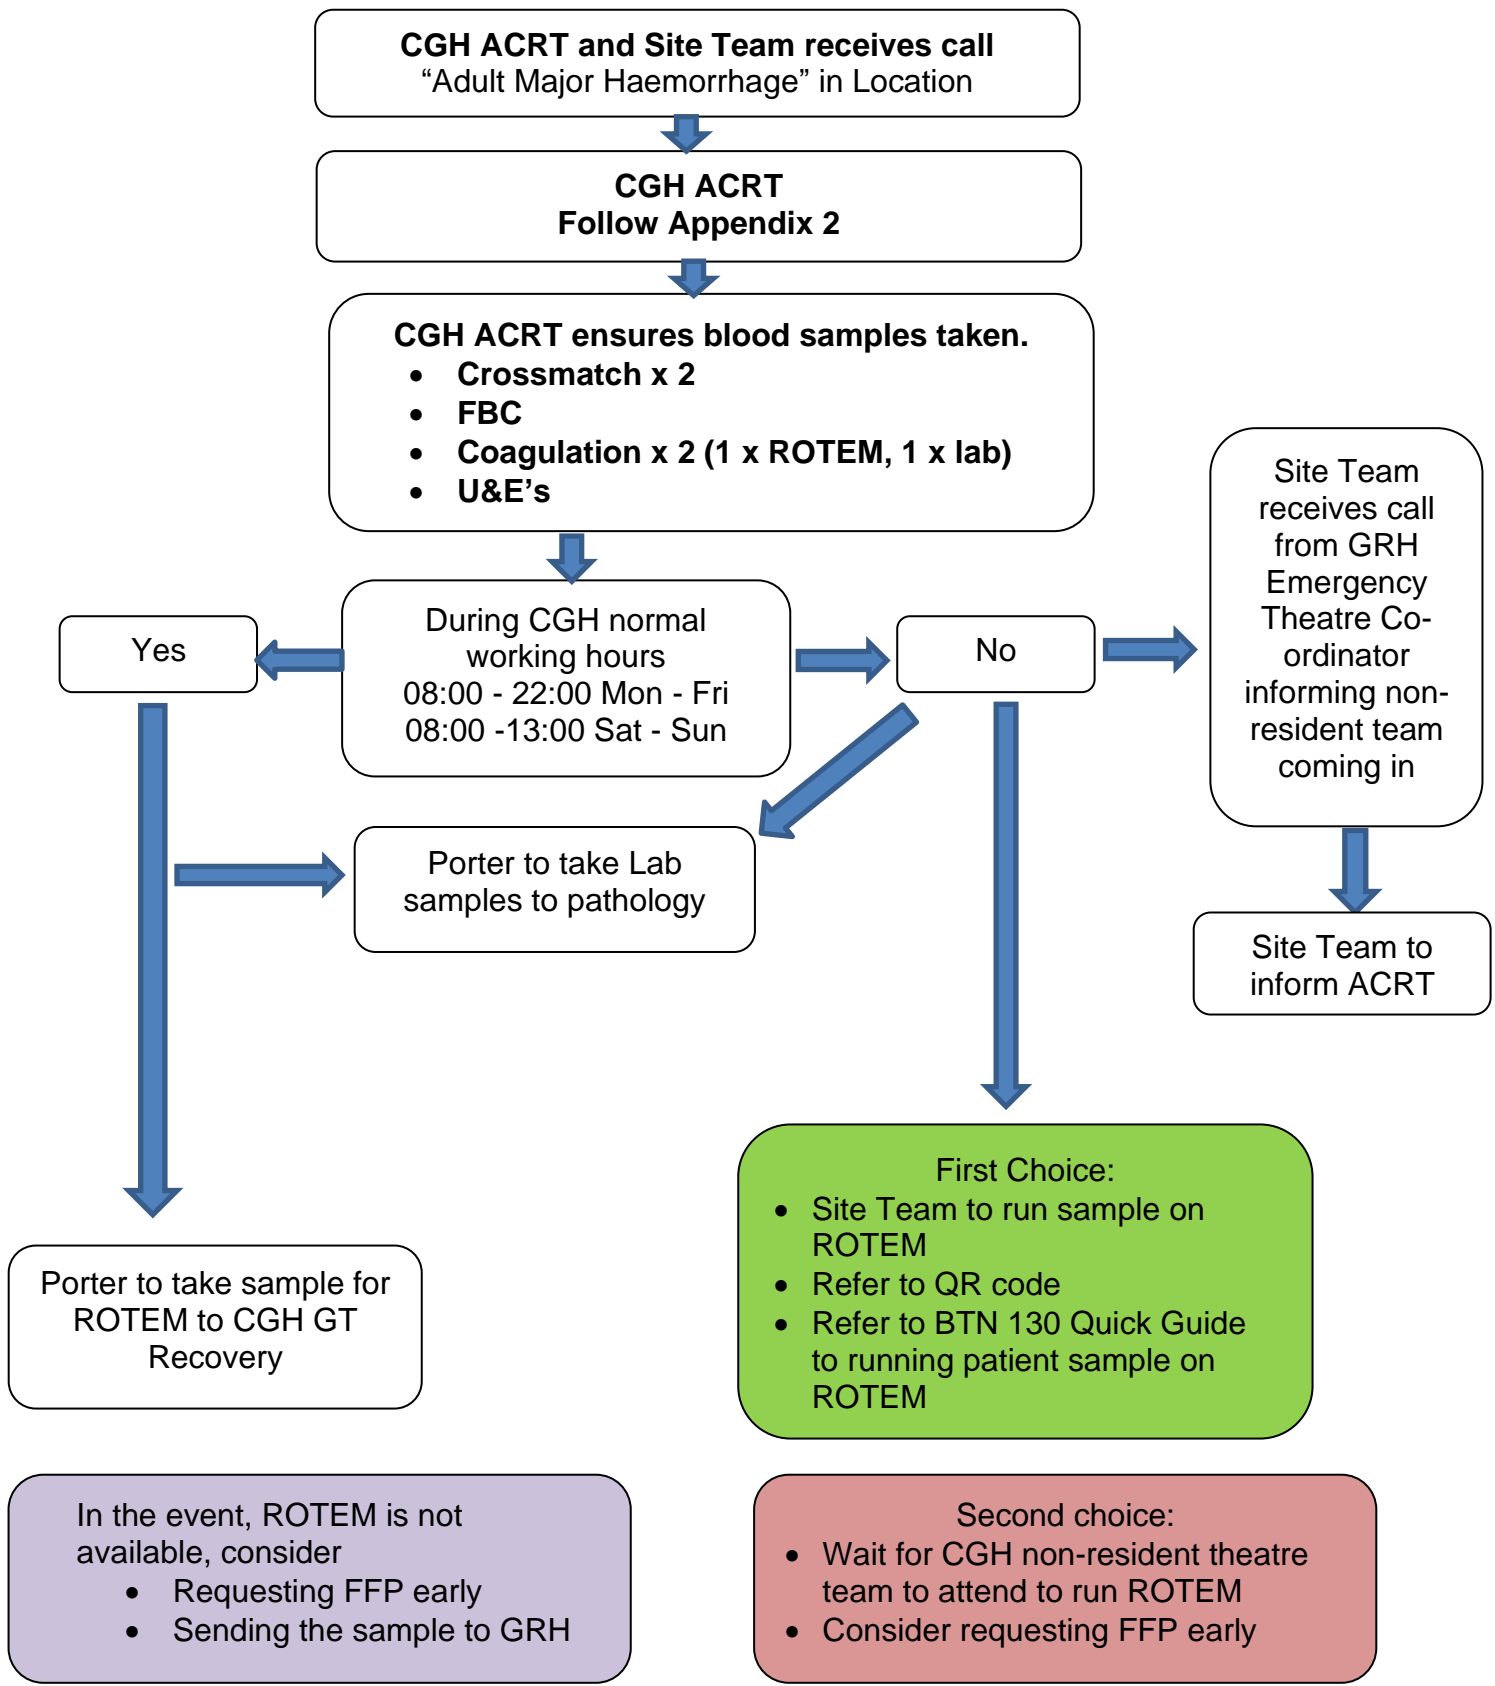 CGH ACRT and Site Team receives call
“Adult Major Haemorrhage” in Location
CGH ACRT
Follow Appendix 2
CGH ACRT ensures blood samples taken.
• Crossmatch x 2
• FBC
• Coagulation x 2 (1 x ROTEM, 1 x lab)
• U&E’s
Site Team
receives call
from GRH
Emergency
Theatre Co-
ordinator
informing non-
resident team
coming in
Yes
During CGH normal
working hours
08:00 - 22:00 Mon - Fri
08:00 -13:00 Sat - Sun
No
Porter to take Lab
samples to pathology
Site Team to
inform ACRT
First Choice:
• Site Team to run sample on
ROTEM
• Refer to QR code
• Refer to BTN 130 Quick Guide
to running patient sample on
ROTEM
Porter to take sample for
ROTEM to CGH GT
Recovery
In the event, ROTEM is not
available, consider
• Requesting FFP early
• Sending the sample to GRH
Second choice:
• Wait for CGH non-resident theatre
team to attend to run ROTEM
• Consider requesting FFP early